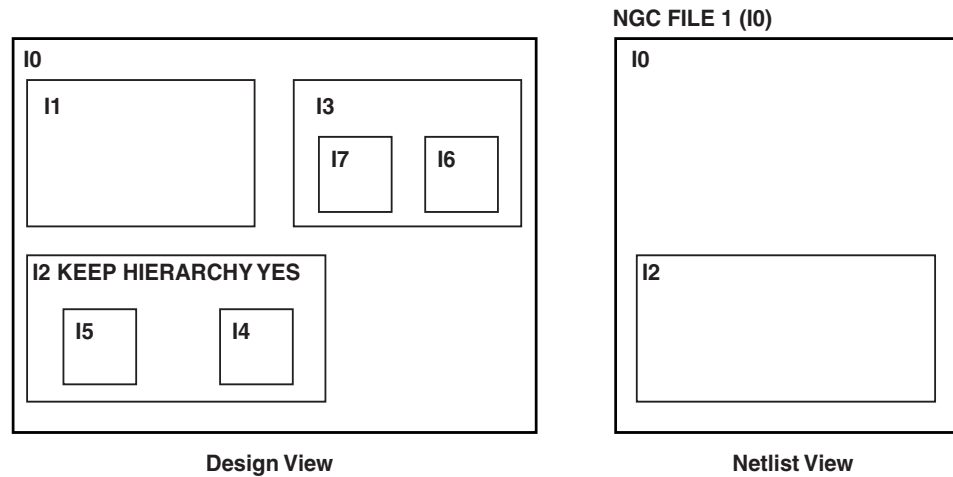 NGC FILE 1 (I0)
I0
I0
I1
I3
I7
I6
I2 KEEP HIERARCHY YES
I2
I5
I4
Design View
Netlist View